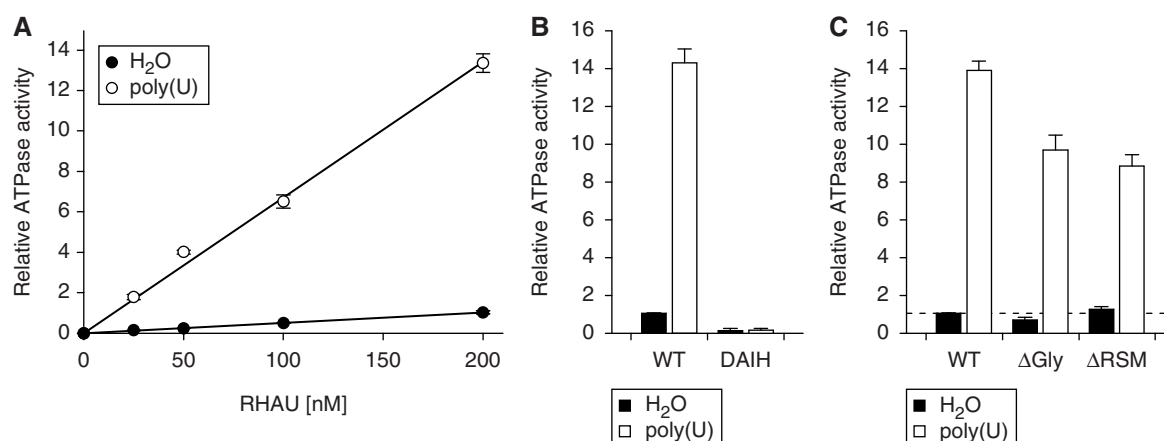 A
H₂O
poly(U)
Relative ATPase activity
14
12
10
8
6
4
2
0
0
50
100
150
200
RHAU [nM]
B
Relative ATPase activity
16
14
12
10
8
6
4
2
0
WT
DAIH
H₂O
poly(U)
C
Relative ATPase activity
16
14
12
10
8
6
4
2
0
WT
ΔGly
ΔRSM
H₂O
poly(U)